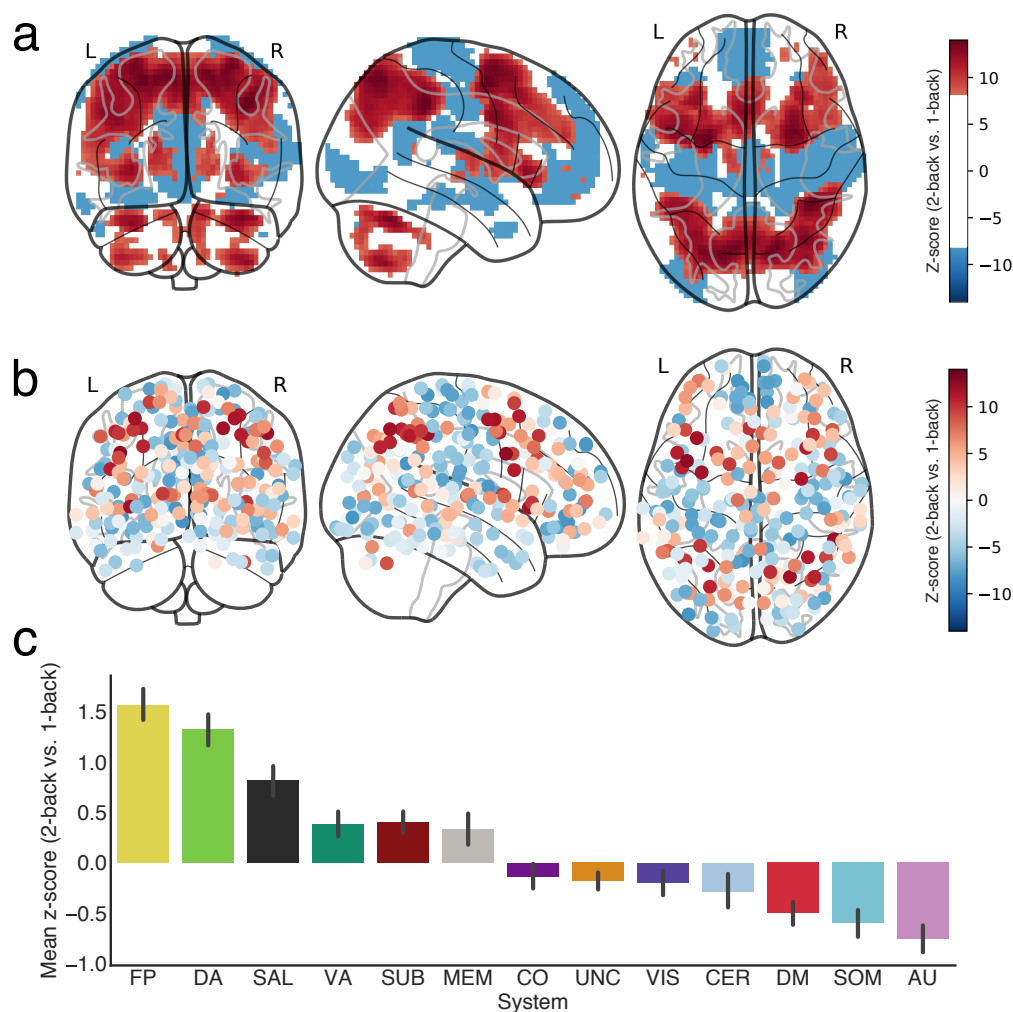 a
L
R
L
R
10
5
0
−5
−10
Z-score (2-back vs. 1-back)
b
L
R
L
R
10
5
0
−5
−10
Z-score (2-back vs. 1-back)
c
Mean z-score (2-back vs. 1-back)
1.5
1.0
0.5
0.0
−0.5
−1.0
FP DA SAL VA SUB MEM CO UNC VIS CER DM SOM AU
System